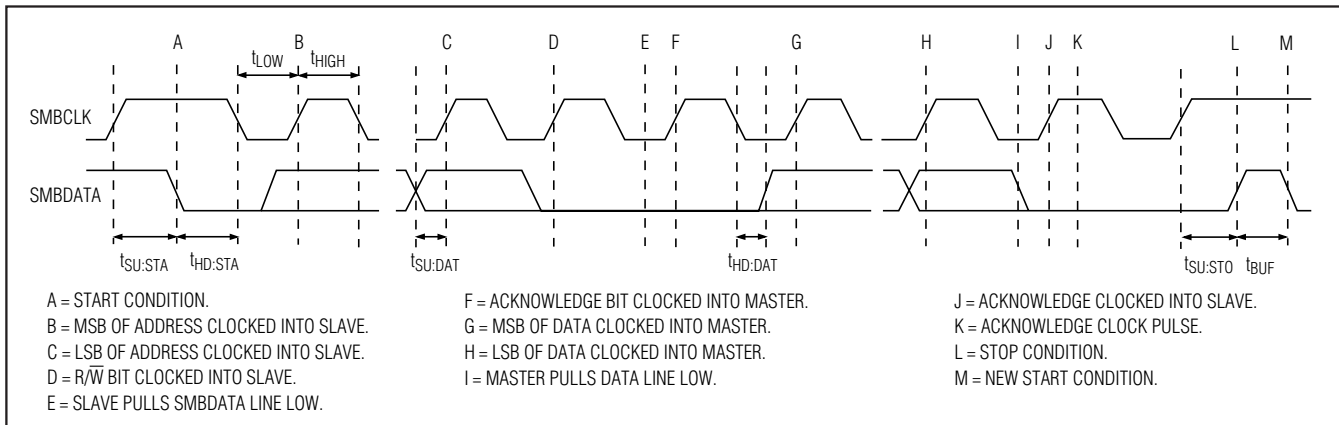 A B C D E F G H I J K L M
tLOW tHIGH
SMBCLK
SMBDATA
tSU:STA tHD:STA tSU:DAT tHD:DAT tSU:STO tBUF
A = START CONDITION.
B = MSB OF ADDRESS CLOCKED INTO SLAVE.
C = LSB OF ADDRESS CLOCKED INTO SLAVE.
D = R/W̅ BIT CLOCKED INTO SLAVE.
E = SLAVE PULLS SMBDATA LINE LOW.
F = ACKNOWLEDGE BIT CLOCKED INTO MASTER.
G = MSB OF DATA CLOCKED INTO MASTER.
H = LSB OF DATA CLOCKED INTO MASTER.
I = MASTER PULLS DATA LINE LOW.
J = ACKNOWLEDGE CLOCKED INTO SLAVE.
K = ACKNOWLEDGE CLOCK PULSE.
L = STOP CONDITION.
M = NEW START CONDITION.